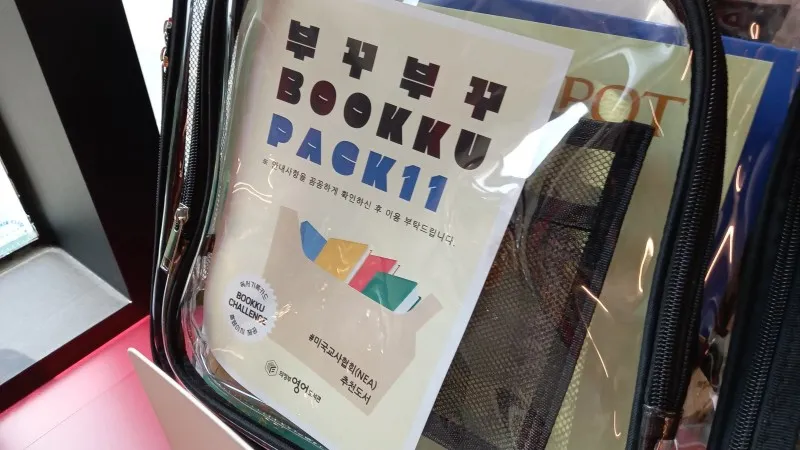 부꾸부꾸
BOOKKU
PACK11
※ 안내사항을 꼼꼼하게 확인하신 후 이용 부탁드립니다.
BOOKKU
CHALLENGE
#미국교사협회(NEA)
추천도서
영어도서관
POT